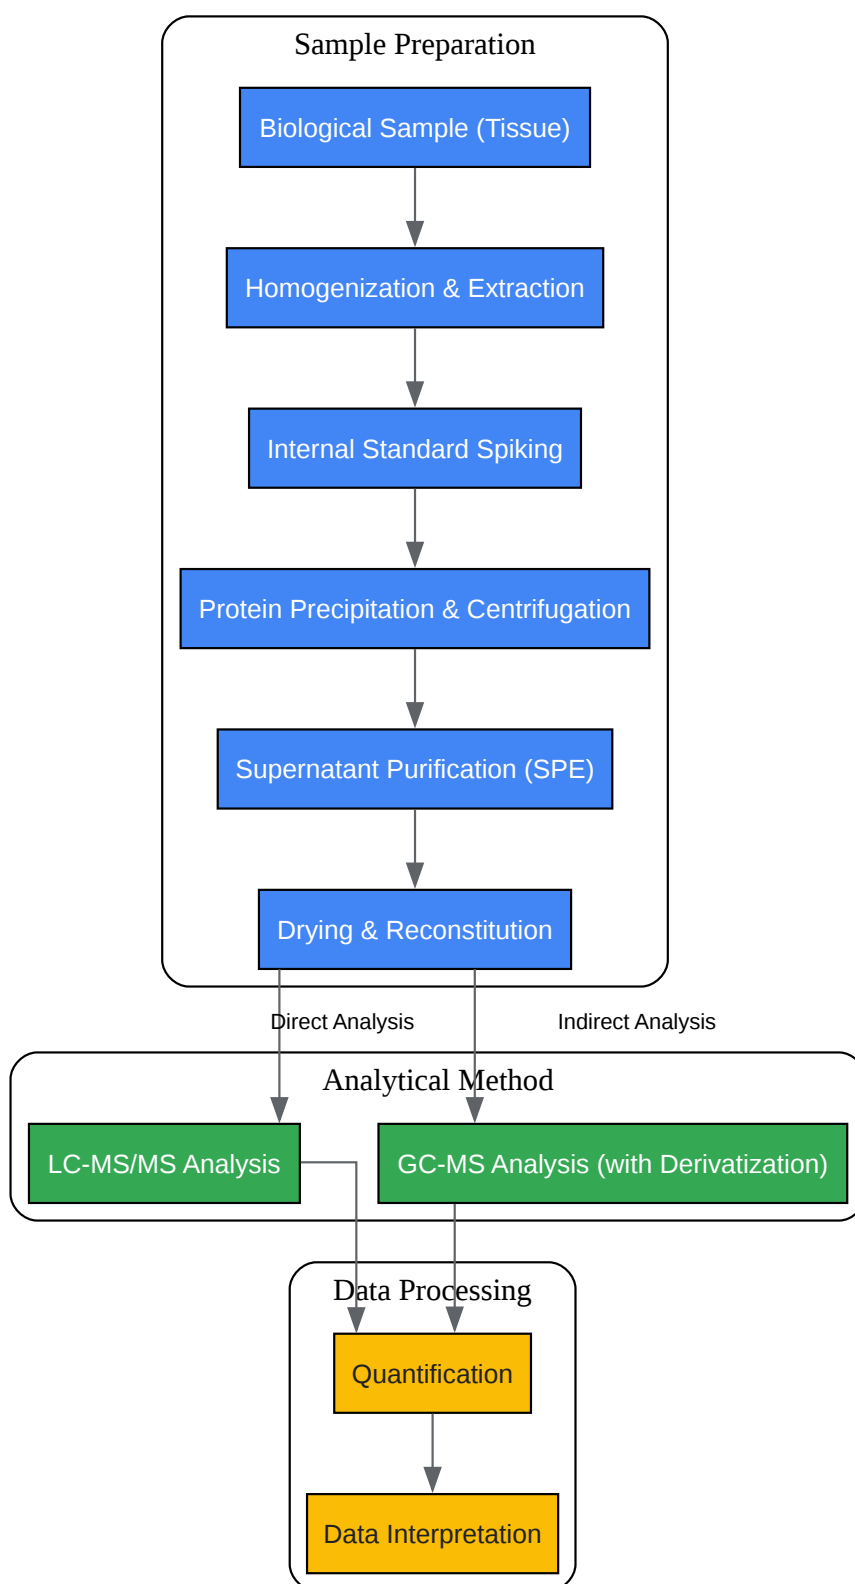 Sample Preparation
Biological Sample (Tissue)
Homogenization & Extraction
Internal Standard Spiking
Protein Precipitation & Centrifugation
Supernatant Purification (SPE)
Drying & Reconstitution
Direct Analysis
Indirect Analysis
Analytical Method
LC-MS/MS Analysis
GC-MS Analysis (with Derivatization)
Data Processing
Quantification
Data Interpretation